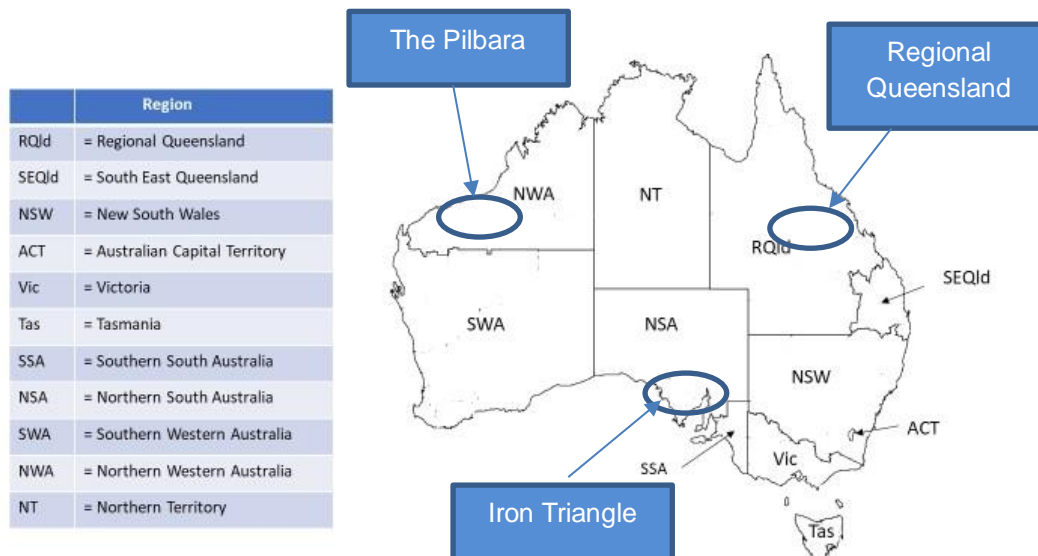 The Pilbara
Regional
Queensland
Region
RQld = Regional Queensland
SEQld = South East Queensland
NSW = New South Wales
ACT = Australian Capital Territory
Vic = Victoria
Tas = Tasmania
SSA = Southern South Australia
NSA = Northern South Australia
SWA = Southern Western Australia
NWA = Northern Western Australia
NT = Northern Territory
NWA
NT
RQld
SEQld
SWA
NSA
NSW
ACT
Vic
SSA
Iron Triangle
Tas